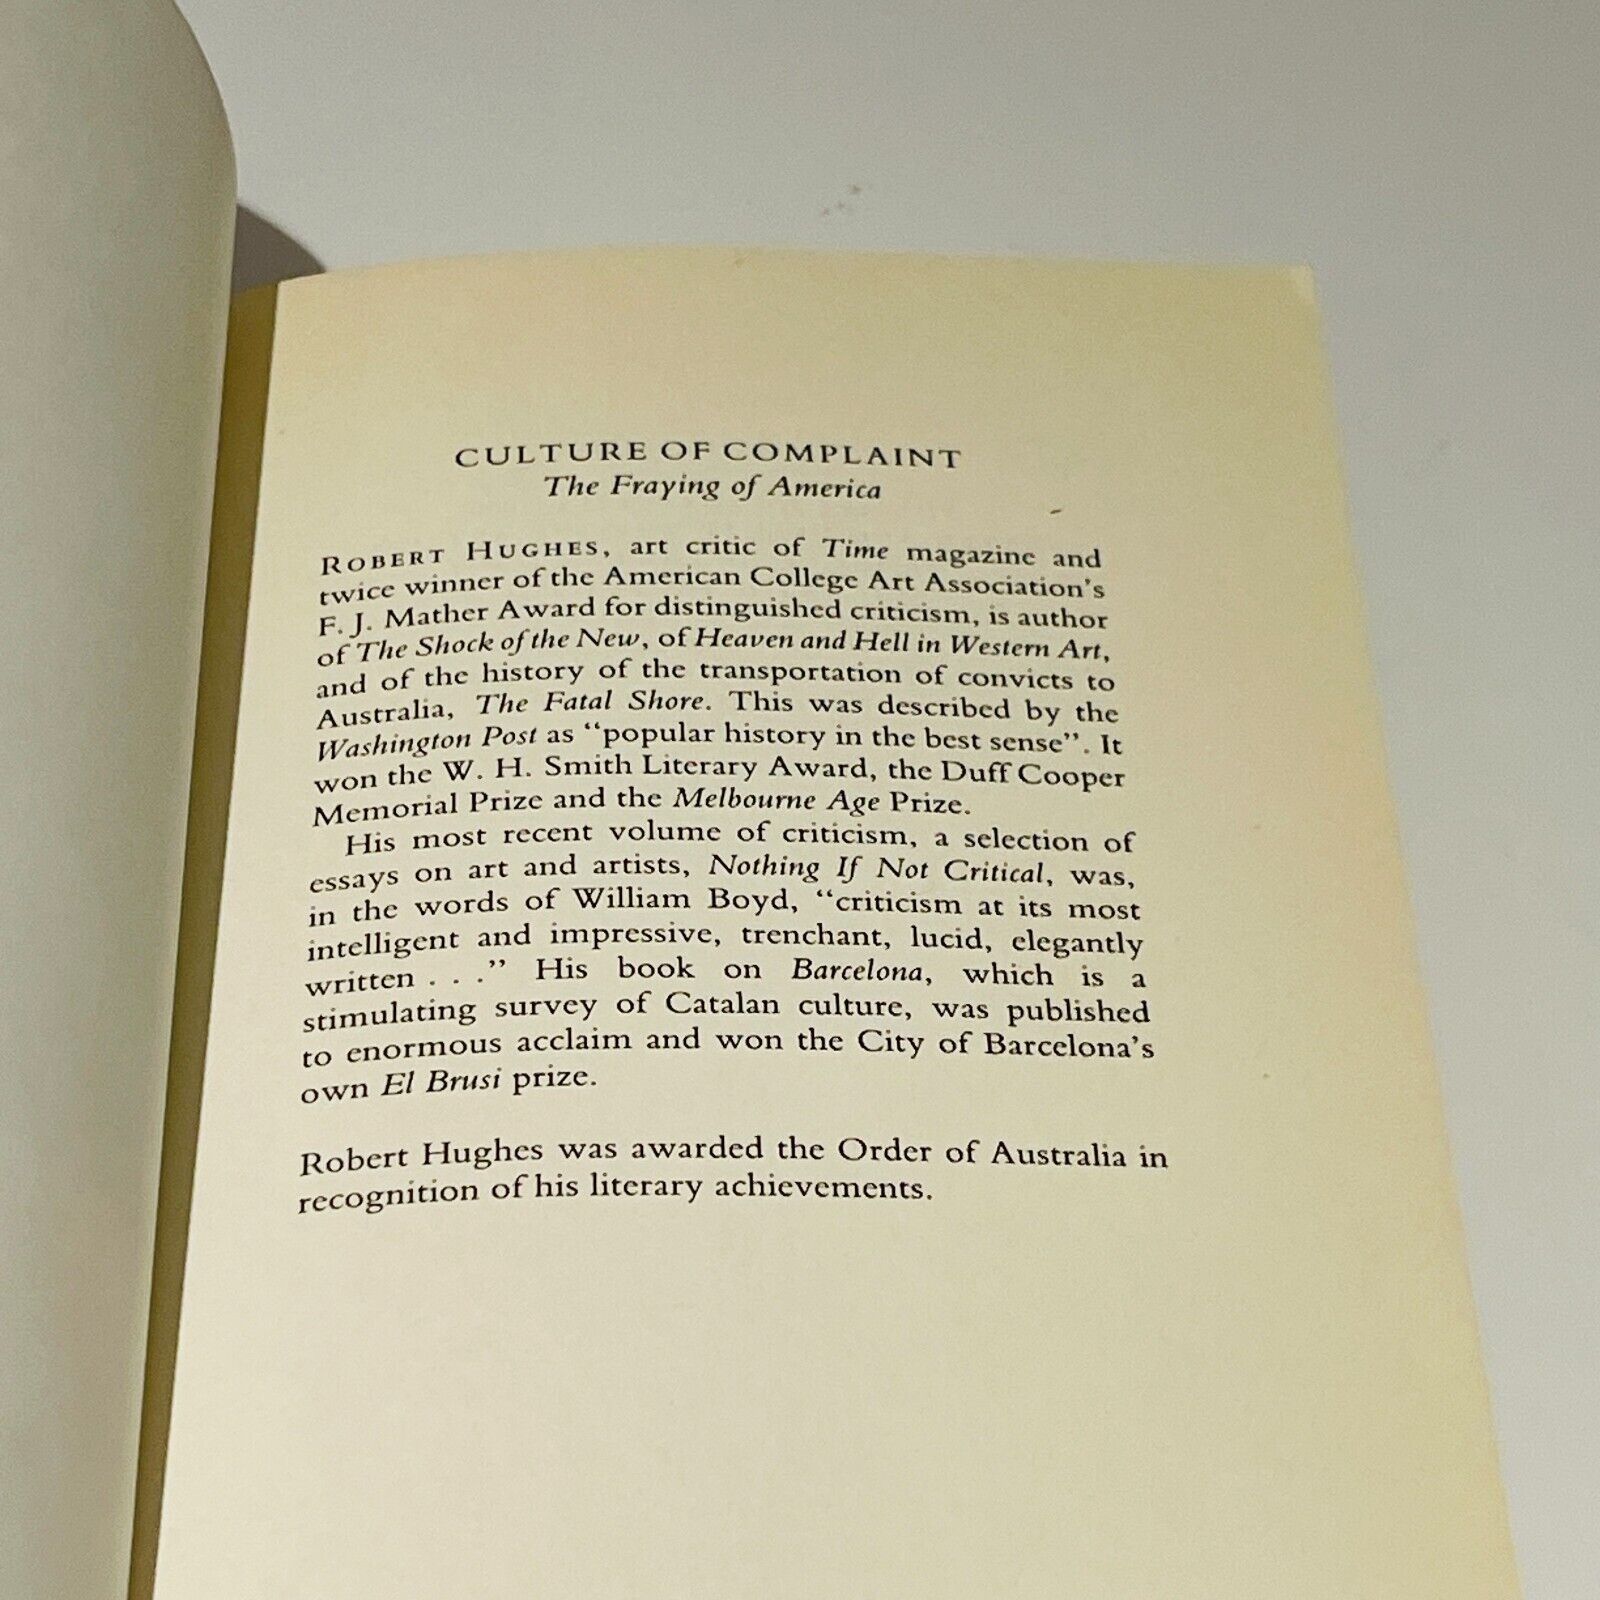 CULTURE OF COMPLAINT
The Fraying of America
ROBERT HUGHES, art critic of Time magazine and
twice winner of the American College Art Association's
F. J. Mather Award for distinguished criticism, is author
of The Shock of the New, of Heaven and Hell in Western Art,
and of the history of the transportation of convicts to
Australia, The Fatal Shore. This was described by the
Washington Post as “popular history in the best sense”. It
won the W. H. Smith Literary Award, the Duff Cooper
Memorial Prize and the Melbourne Age Prize.
His most recent volume of criticism, a selection of
essays on art and artists, Nothing If Not Critical, was,
in the words of William Boyd, “criticism at its most
intelligent and impressive, trenchant, lucid, elegantly
written . . .” His book on Barcelona, which is a
stimulating survey of Catalan culture, was published
to enormous acclaim and won the City of Barcelona's
own El Brusi prize.
Robert Hughes was awarded the Order of Australia in
recognition of his literary achievements.